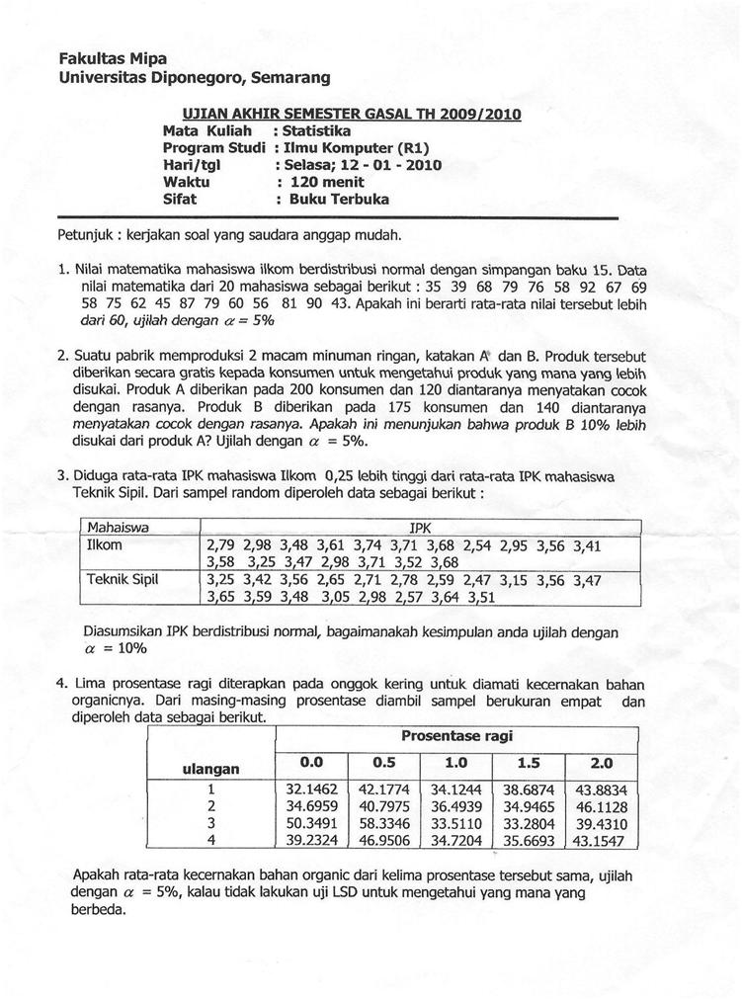 Fakultas Mipa
Universitas Diponegoro, Semarang
UJIAN AKHIR SEMESTER GASAL TH 2009/2010
Mata Kuliah : Statistika
Program Studi : Ilmu Komputer (R1)
Hari/tgl : Selasa; 12 - 01 - 2010
Waktu : 120 menit
Sifat : Buku Terbuka
Petunjuk : kerjakan soal yang saudara anggap mudah.
1. Nilai matematika mahasiswa ilkom berdistribusi normal dengan simpangan baku 15. Data
nilai matematika dari 20 mahasiswa sebagai berikut : 35 39 68 79 76 58 92 67 69
58 75 62 45 87 79 60 56 81 90 43. Apakah ini berarti rata-rata nilai tersebut lebih
dari 60, ujilah dengan α = 5%
2. Suatu pabrik memproduksi 2 macam minuman ringan, katakan A dan B. Produk tersebut
diberikan secara gratis kepada konsumen untuk mengetahui produk yang mana yang lebih
disukai. Produk A diberikan pada 200 konsumen dan 120 diantaranya menyatakan cocok
dengan rasanya. Produk B diberikan pada 175 konsumen dan 140 diantaranya
menyatakan cocok dengan rasanya. Apakah ini menunjukan bahwa produk B 10% lebih
disukai dari produk A? Ujilah dengan α = 5%.
3. Diduga rata-rata IPK mahasiswa Ilkom 0,25 lebih tinggi dari rata-rata IPK mahasiswa
Teknik Sipil. Dari sampel random diperoleh data sebagai berikut :
Mahaiswa IPK
Ilkom 2,79 2,98 3,48 3,61 3,74 3,71 3,68 2,54 2,95 3,56 3,41
3,58 3,25 3,47 2,98 3,71 3,52 3,68
Teknik Sipil 3,25 3,42 3,56 2,65 2,71 2,78 2,59 2,47 3,15 3,56 3,47
3,65 3,59 3,48 3,05 2,98 2,57 3,64 3,51
Diasumsikan IPK berdistribusi normal, bagaimanakah kesimpulan anda ujilah dengan
α = 10%
4. Lima prosentase ragi diterapkan pada onggok kering untuk diamati kecernakan bahan
organicnya. Dari masing-masing prosentase diambil sampel berukuran empat dan
diperoleh data sebagai berikut.
Prosentase ragi
ulangan 0.0 0.5 1.0 1.5 2.0
1 32.1462 42.1774 34.1244 38.6874 43.8834
2 34.6959 40.7975 36.4939 34.9465 46.1128
3 50.3491 58.3346 33.5110 33.2804 39.4310
4 39.2324 46.9506 34.7204 35.6693 43.1547
Apakah rata-rata kecernakan bahan organic dari kelima prosentase tersebut sama, ujilah
dengan α = 5%, kalau tidak lakukan uji LSD untuk mengetahui yang mana yang
berbeda.